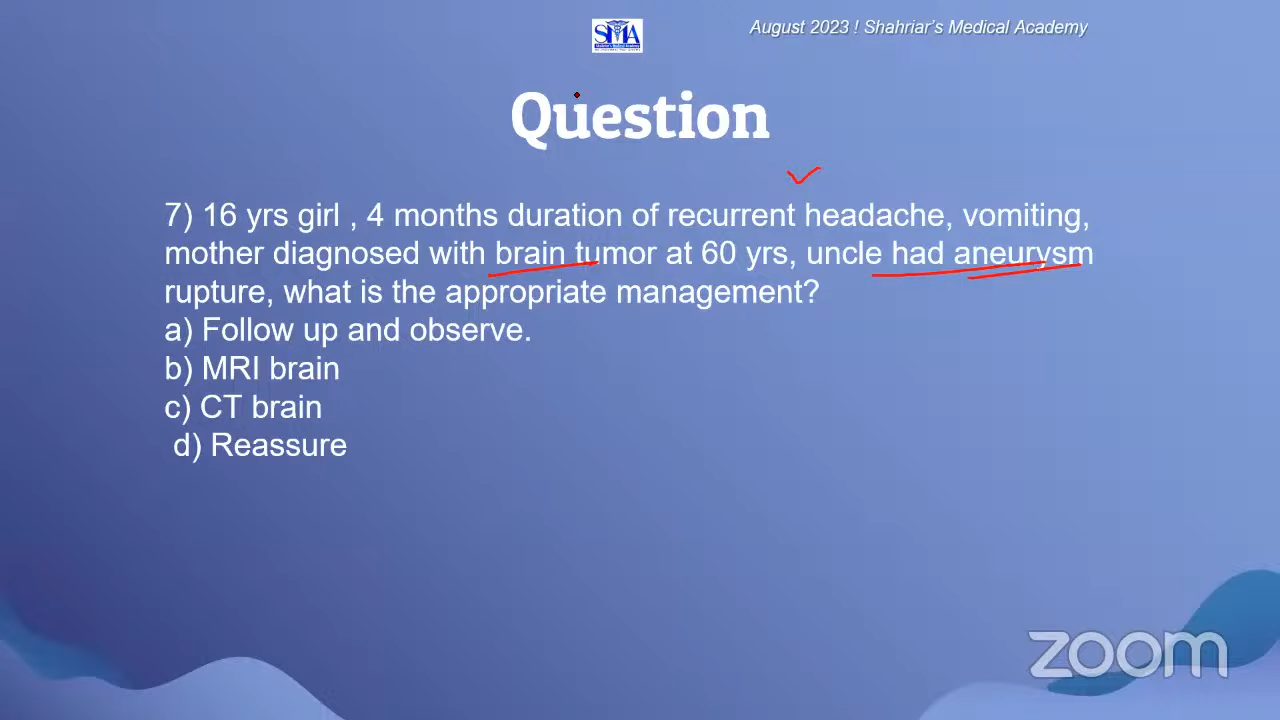 August 2023 ! Shahriar's Medical Academy
SMA
Question
7) 16 yrs girl , 4 months duration of recurrent headache, vomiting,
mother diagnosed with brain tumor at 60 yrs, uncle had aneurysm
rupture, what is the appropriate management?
a) Follow up and observe.
b) MRI brain
c) CT brain
d) Reassure
zoom